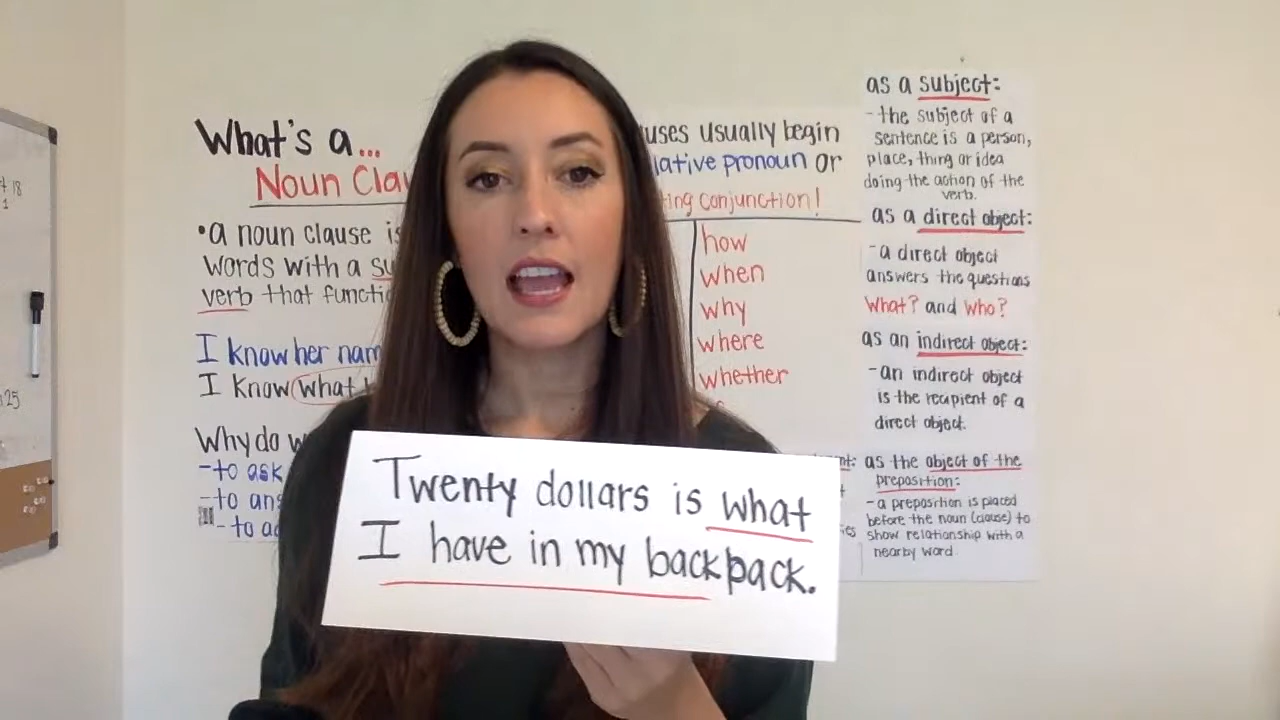 What's a...
Noun Clau
• a noun clause is
words with a su
verb that functi
I know her nam
I know what
Why do w
-to ask
-to ans
-to ad
uses usually begin
lative pronoun or
ting conjunction!
how
when
why
where
whether
as a subject:
- the subject of a
sentence is a person,
place, thing or idea
doing the action of the
verb.
as a direct object:
- a direct object
answers the questions
What? and Who?
as an indirect object:
- an indirect object
is the recipient of a
direct object.
as the object of the
preposition:
- a preposition is placed
before the noun (clause) to
show relationship with a
nearby word
Twenty dollars is what
I have in my backpack.
18
1
25